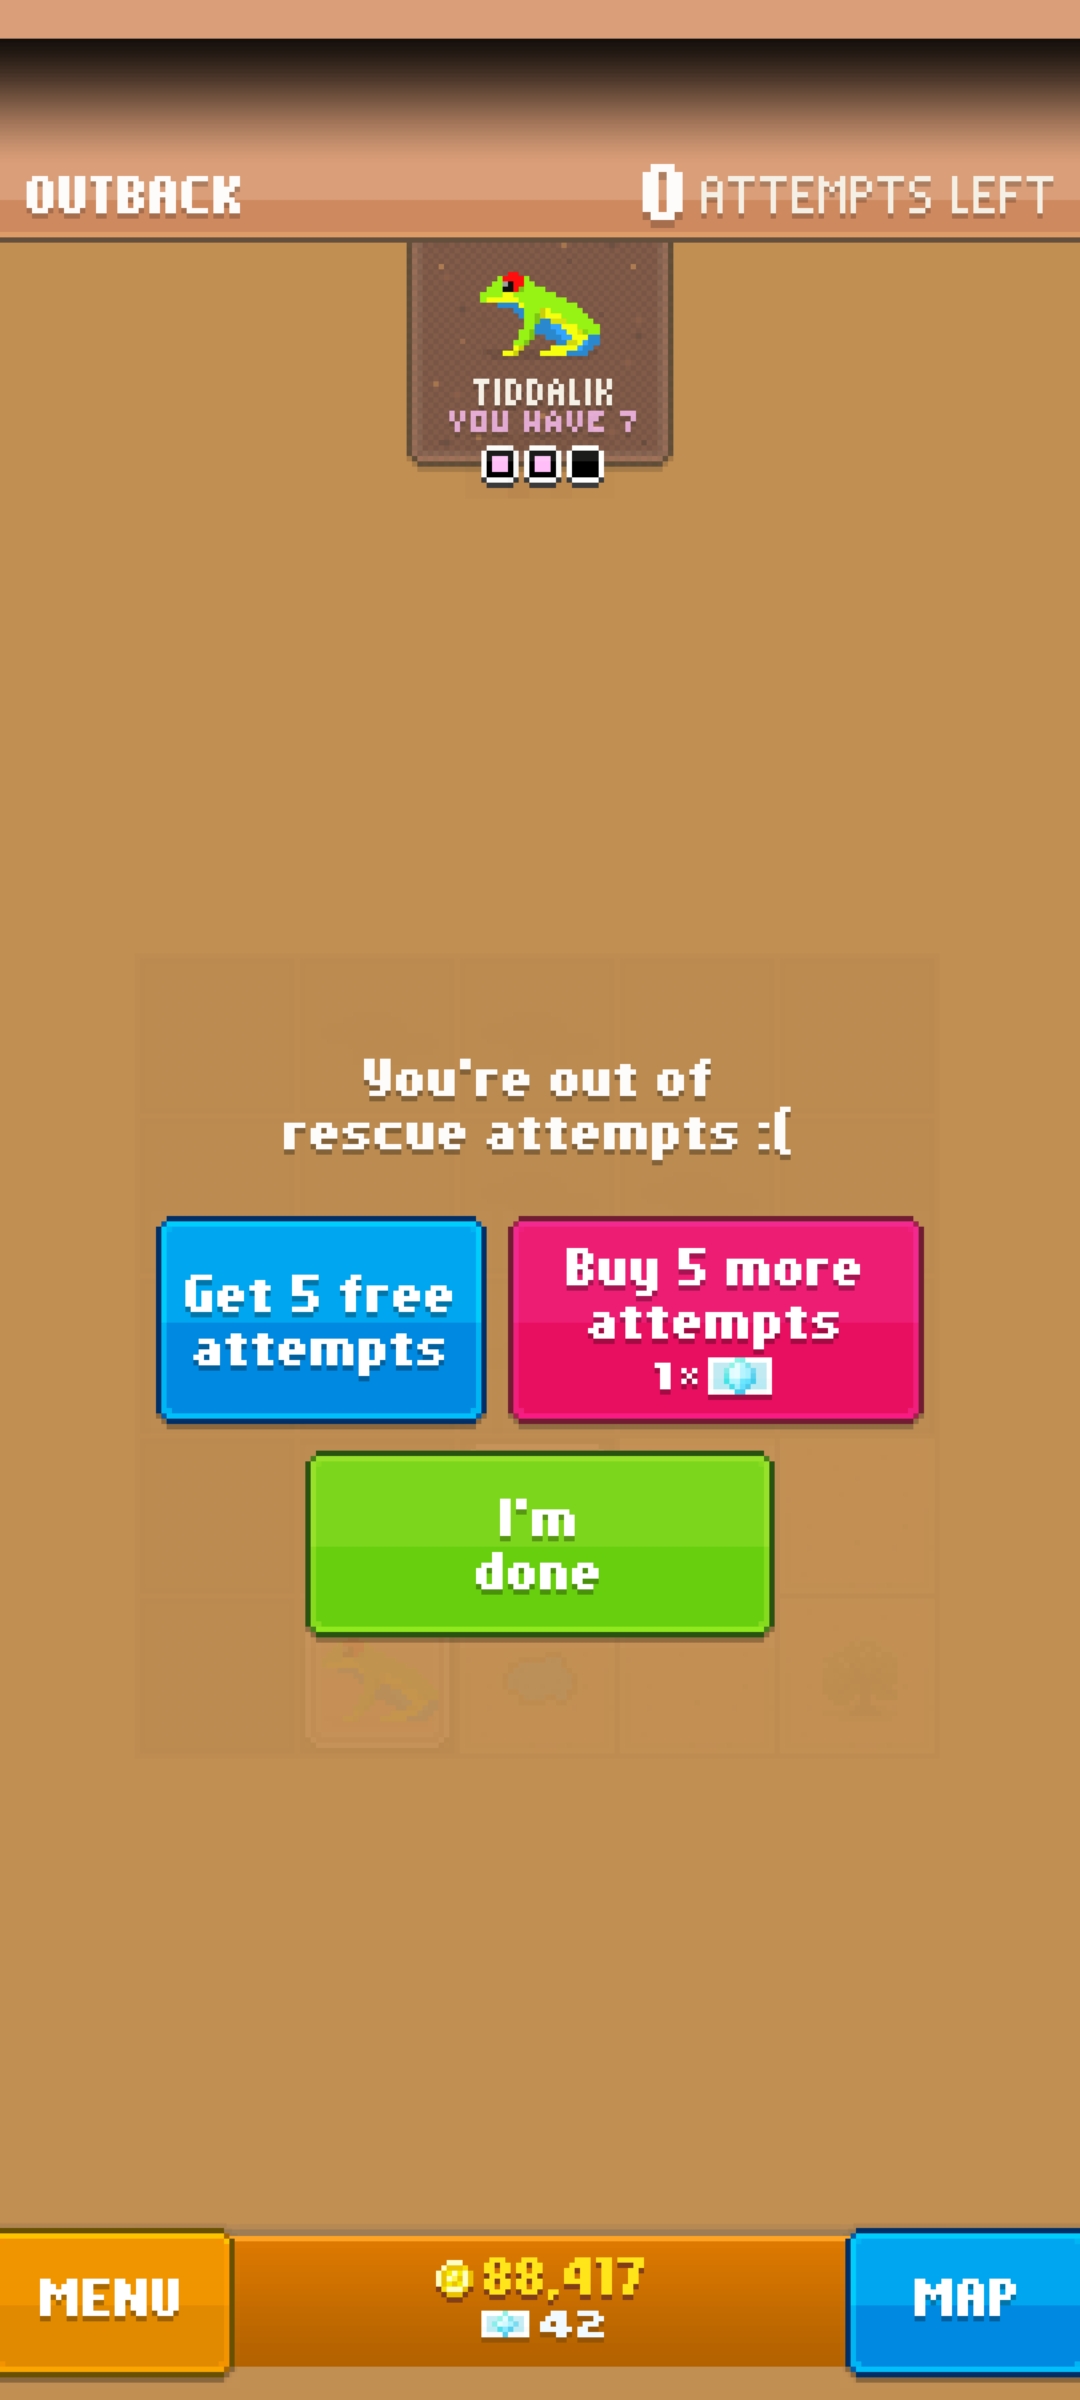 OUTBACK
0 ATTEMPTS LEFT
TIDDALIK
YOU HAVE 7
You're out of
rescue attempts :(
Get 5 free
attempts
Buy 5 more
attempts
1×
I'm
done
MENU
88,417
42
MAP